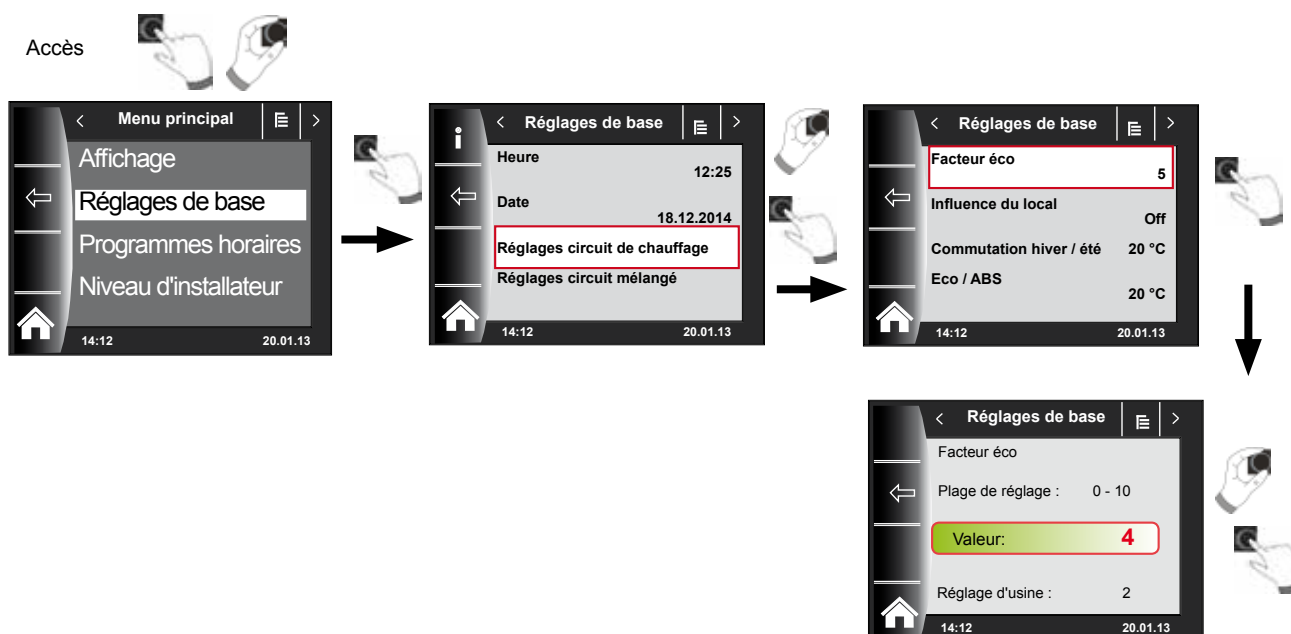 Accès
< Menu principal >
Affichage
Réglages de base
Programmes horaires
Niveau d'installateur
14:12 20.01.13
i
< Réglages de base >
Heure
12:25
Date
18.12.2014
Réglages circuit de chauffage
Réglages circuit mélangé
14:12 20.01.13
< Réglages de base >
Facteur éco
5
Influence du local
Off
Commutation hiver / été 20 °C
Eco / ABS
20 °C
14:12 20.01.13
< Réglages de base >
Facteur éco
Plage de réglage : 0 - 10
Valeur: 4
Réglage d'usine : 2
14:12 20.01.13